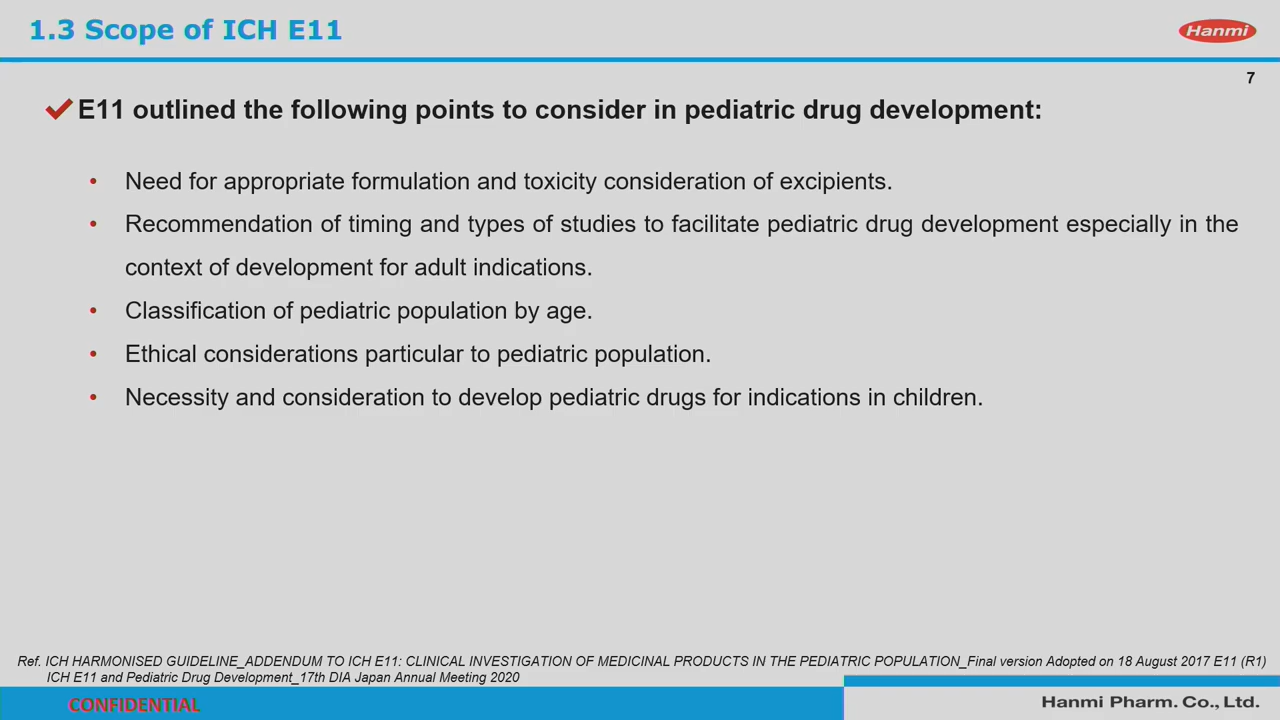 1.3 Scope of ICH E11
Hanmi
7
E11 outlined the following points to consider in pediatric drug development:
• Need for appropriate formulation and toxicity consideration of excipients.
• Recommendation of timing and types of studies to facilitate pediatric drug development especially in the
context of development for adult indications.
• Classification of pediatric population by age.
• Ethical considerations particular to pediatric population.
• Necessity and consideration to develop pediatric drugs for indications in children.
Ref. ICH HARMONISED GUIDELINE_ADDENDUM TO ICH E11: CLINICAL INVESTIGATION OF MEDICINAL PRODUCTS IN THE PEDIATRIC POPULATION_Final version Adopted on 18 August 2017 E11 (R1)
ICH E11 and Pediatric Drug Development_17th DIA Japan Annual Meeting 2020
CONFIDENTIAL
Hanmi Pharm. Co., Ltd.